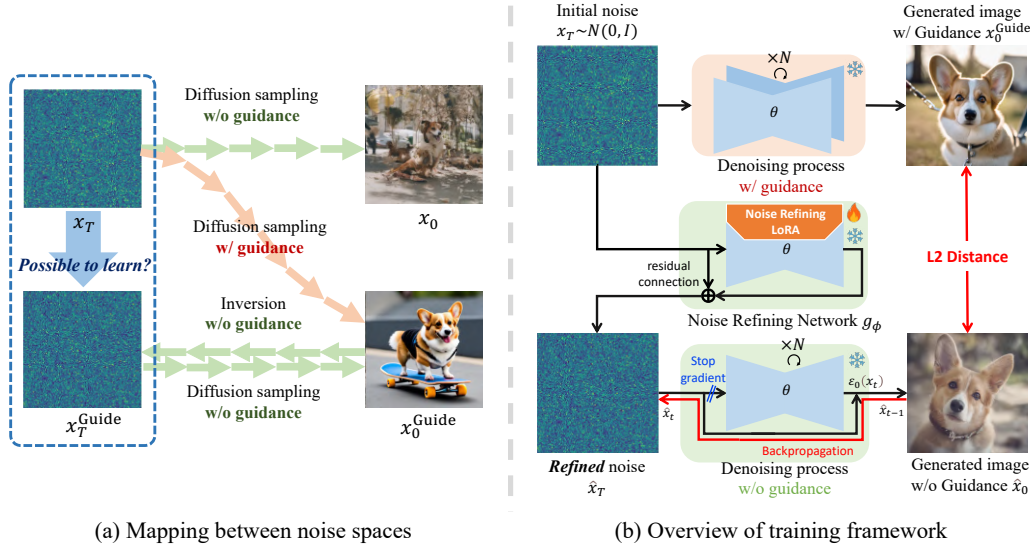 Diffusion sampling
w/o guidance
x_T
x_0
Possible to learn?
Diffusion sampling
w/ guidance
Inversion
w/o guidance
Diffusion sampling
w/o guidance
x_T^Guide
x_0^Guide
(a) Mapping between noise spaces
Initial noise
x_T~N(0, I)
Generated image
w/ Guidance x_0^Guide
×N
θ
Denoising process
w/ guidance
Noise Refining
LoRA
θ
residual
connection
Noise Refining Network g_ϕ
L2 Distance
×N
Stop
gradient
θ
ε_0(x_t)
x̂_t
x̂_{t−1}
Backpropagation
Refined noise
x̂_T
Denoising process
w/o guidance
Generated image
w/o Guidance x̂_0
(b) Overview of training framework